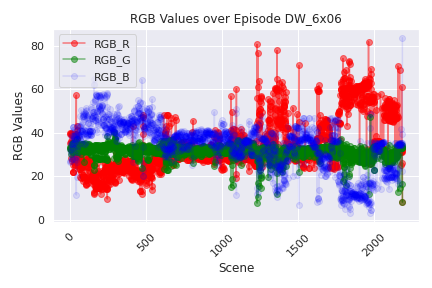 RGB Values over Episode DW_6x06
RGB_R
RGB_G
RGB_B
RGB Values
80
60
40
20
0
0
500
1000
1500
2000
Scene